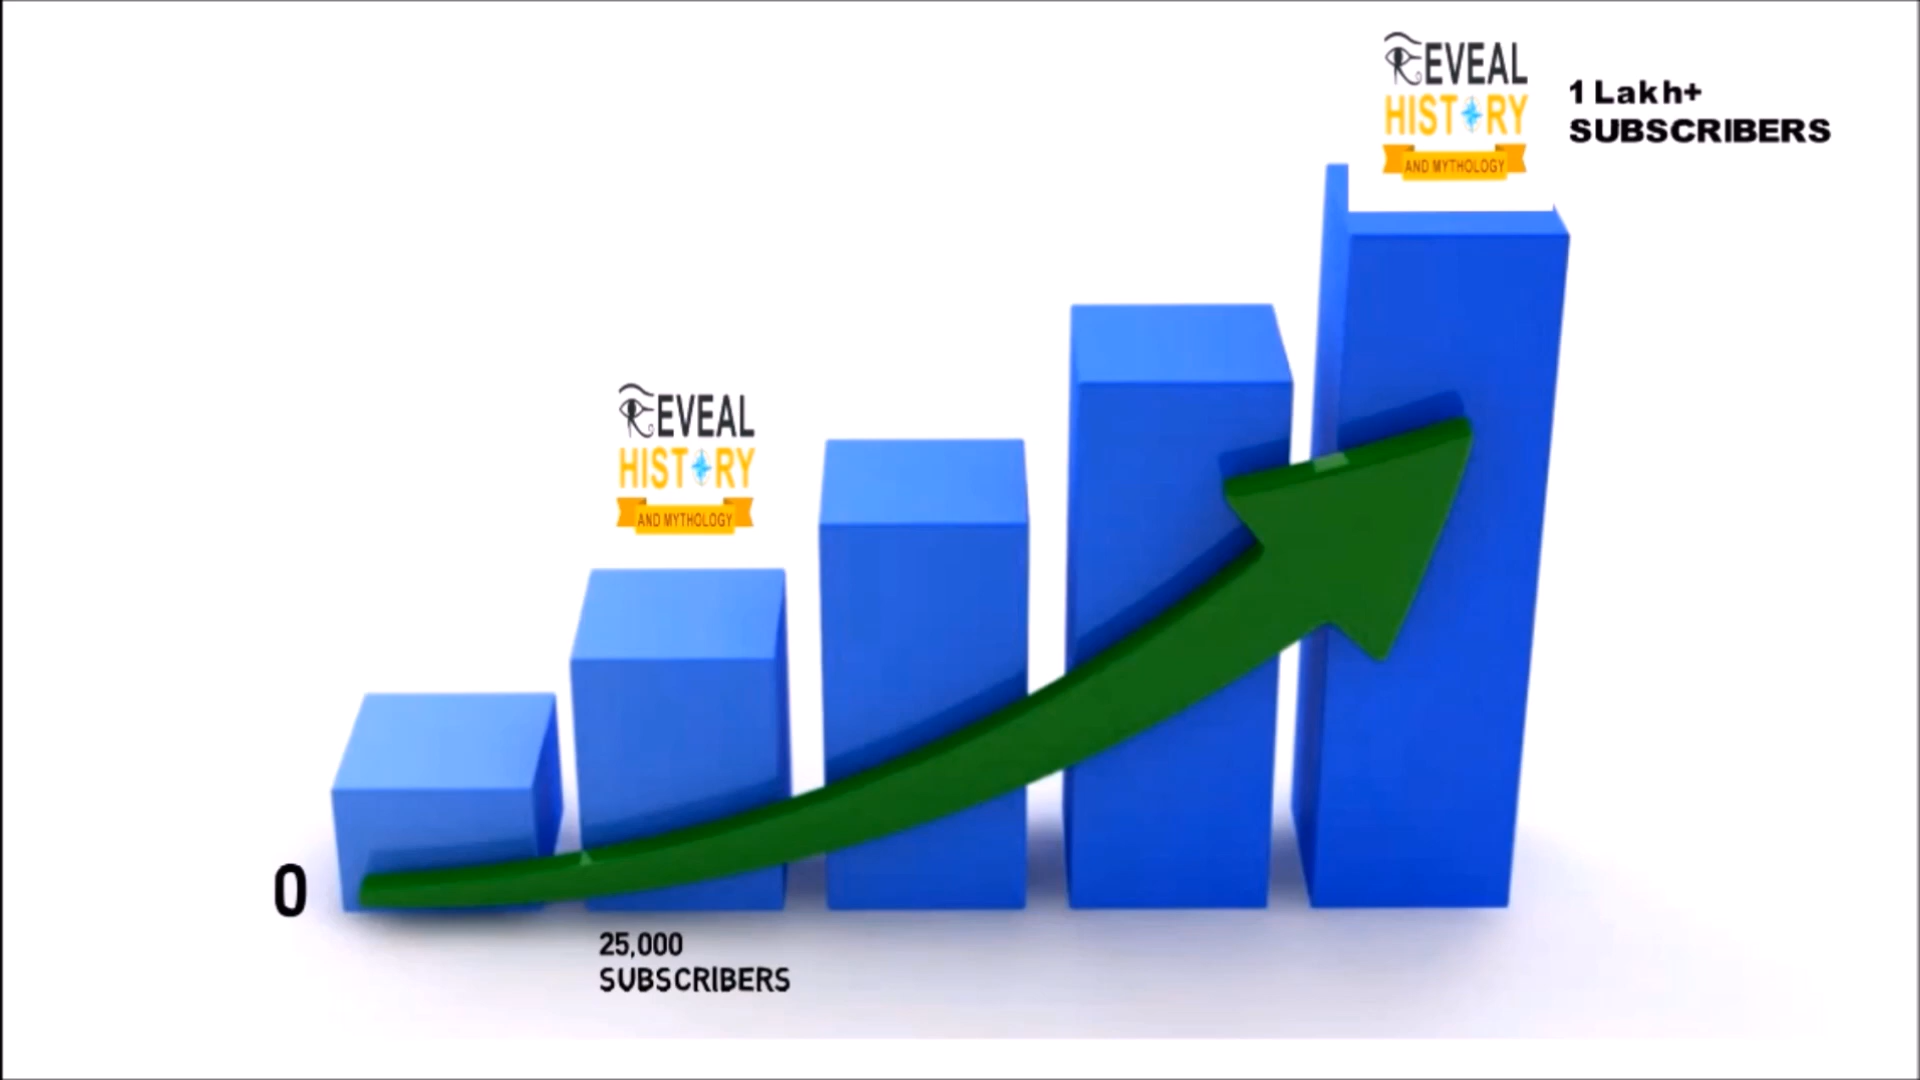 REVEAL
HISTORY
AND MYTHOLOGY
1 Lakh+
SUBSCRIBERS
REVEAL
HISTORY
AND MYTHOLOGY
0
25,000
SUBSCRIBERS